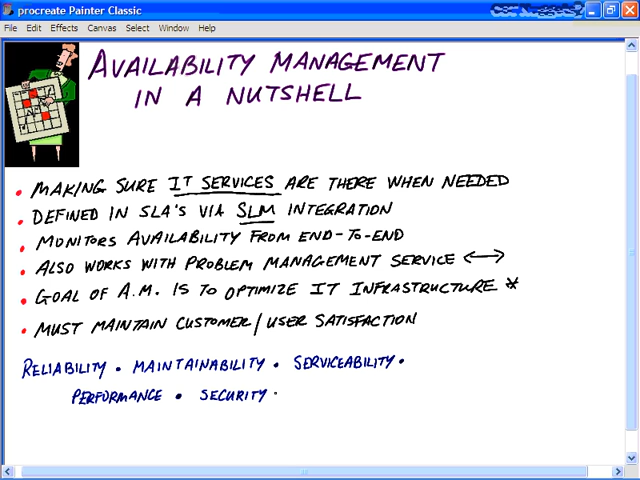 procreate Painter Classic
File Edit Effects Canvas Select Window Help
AVAILABILITY MANAGEMENT
IN A NUTSHELL
• MAKING SURE IT SERVICES ARE THERE WHEN NEEDED
• DEFINED IN SLA'S VIA SLM INTEGRATION
• MONITORS AVAILABILITY FROM END-TO-END
• ALSO WORKS WITH PROBLEM MANAGEMENT SERVICE ↔
• GOAL OF A.M. IS TO OPTIMIZE IT INFRASTRUCTURE *
• MUST MAINTAIN CUSTOMER/USER SATISFACTION
RELIABILITY • MAINTAINABILITY • SERVICEABILITY •
PERFORMANCE • SECURITY •